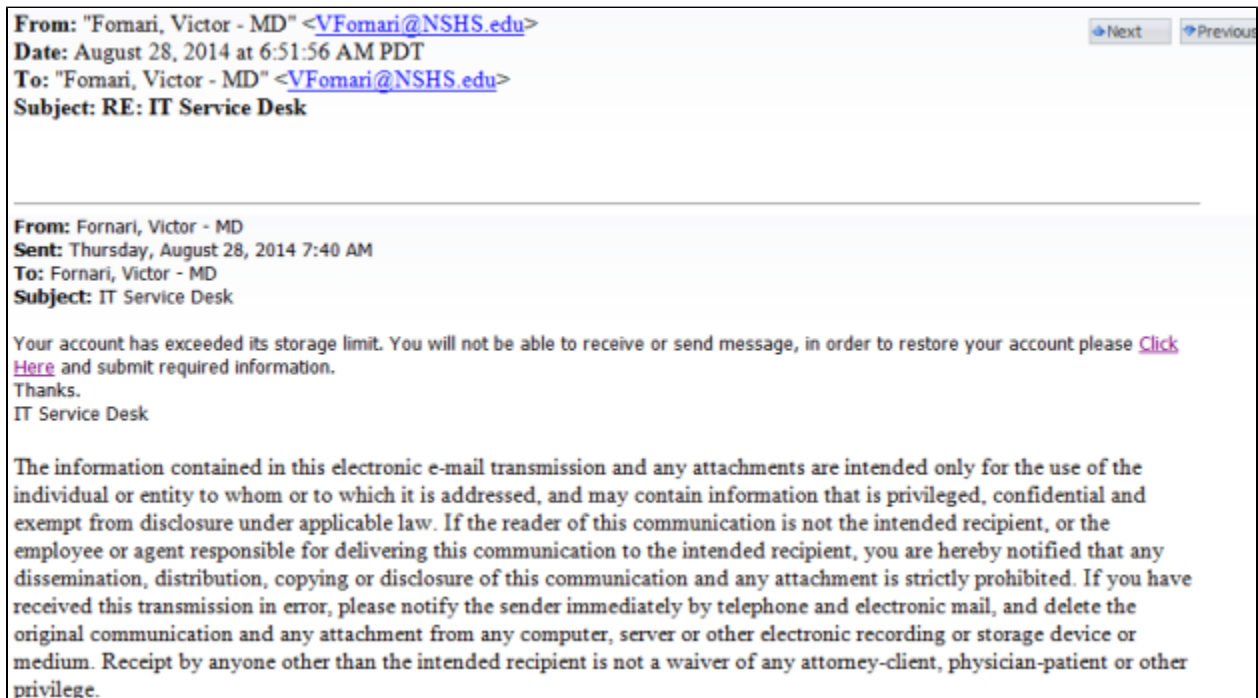 From: "Fornari, Victor - MD" <VFornari@NSHS.edu>
Next Previous
Date: August 28, 2014 at 6:51:56 AM PDT
To: "Fornari, Victor - MD" <VFornari@NSHS.edu>
Subject: RE: IT Service Desk
From: Fornari, Victor - MD
Sent: Thursday, August 28, 2014 7:40 AM
To: Fornari, Victor - MD
Subject: IT Service Desk
Your account has exceeded its storage limit. You will not be able to receive or send message, in order to restore your account please Click
Here and submit required information.
Thanks.
IT Service Desk
The information contained in this electronic e-mail transmission and any attachments are intended only for the use of the
individual or entity to whom or to which it is addressed, and may contain information that is privileged, confidential and
exempt from disclosure under applicable law. If the reader of this communication is not the intended recipient, or the
employee or agent responsible for delivering this communication to the intended recipient, you are hereby notified that any
dissemination, distribution, copying or disclosure of this communication and any attachment is strictly prohibited. If you have
received this transmission in error, please notify the sender immediately by telephone and electronic mail, and delete the
original communication and any attachment from any computer, server or other electronic recording or storage device or
medium. Receipt by anyone other than the intended recipient is not a waiver of any attorney-client, physician-patient or other
privilege.